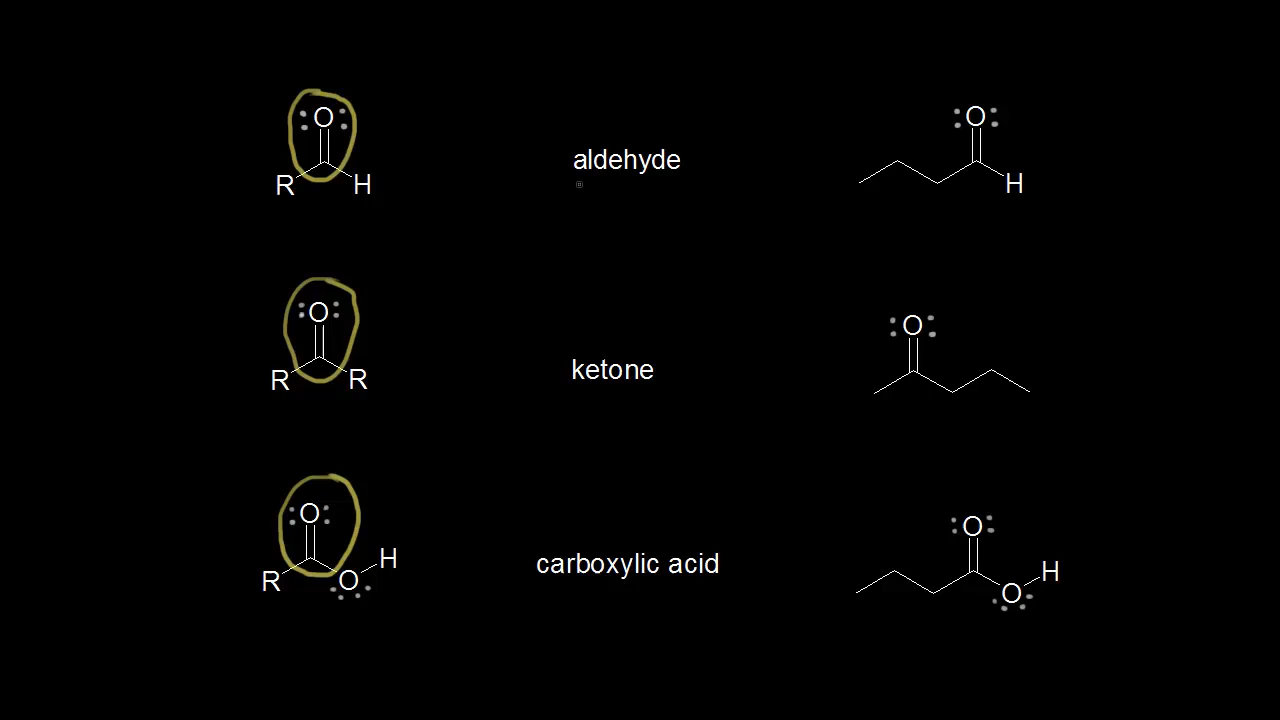 O O
aldehyde
R H H
O O
ketone
R R
O O
H carboxylic acid H
R O O